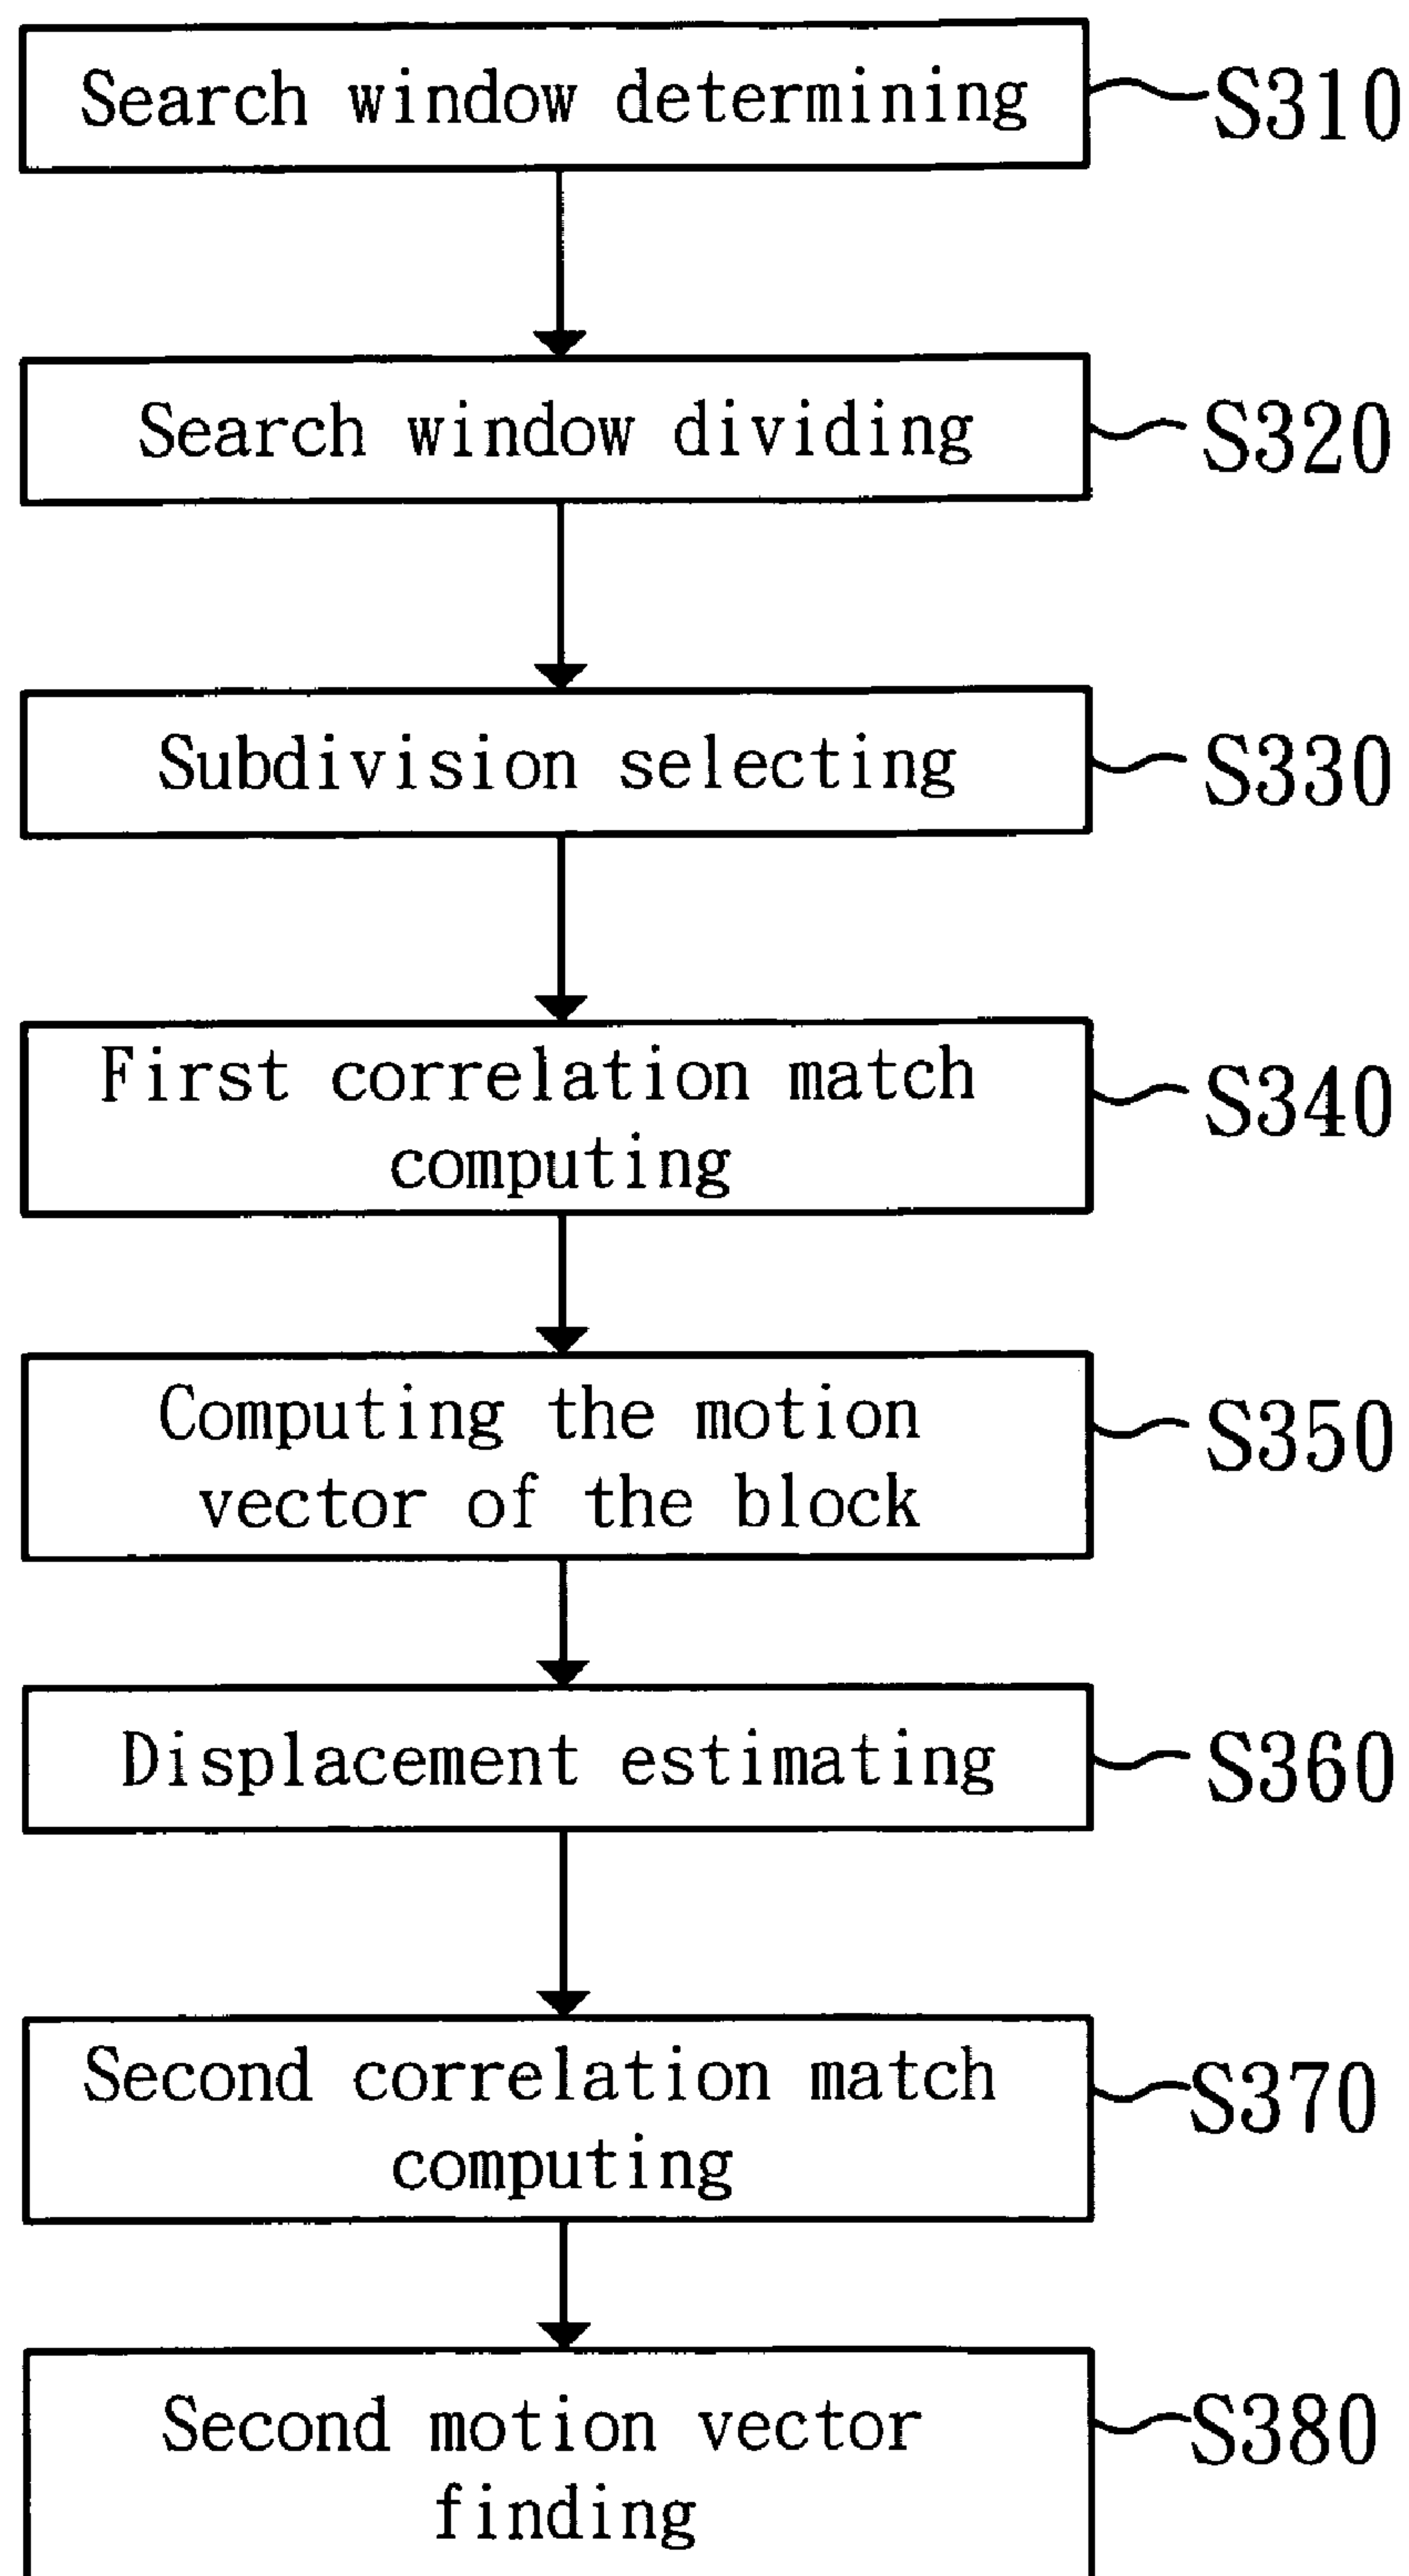 Search window determining
S310
Search window dividing
S320
Subdivision selecting
S330
First correlation match
computing
S340
Computing the motion
vector of the block
S350
Displacement estimating
S360
Second correlation match
computing
S370
Second motion vector
finding
S380